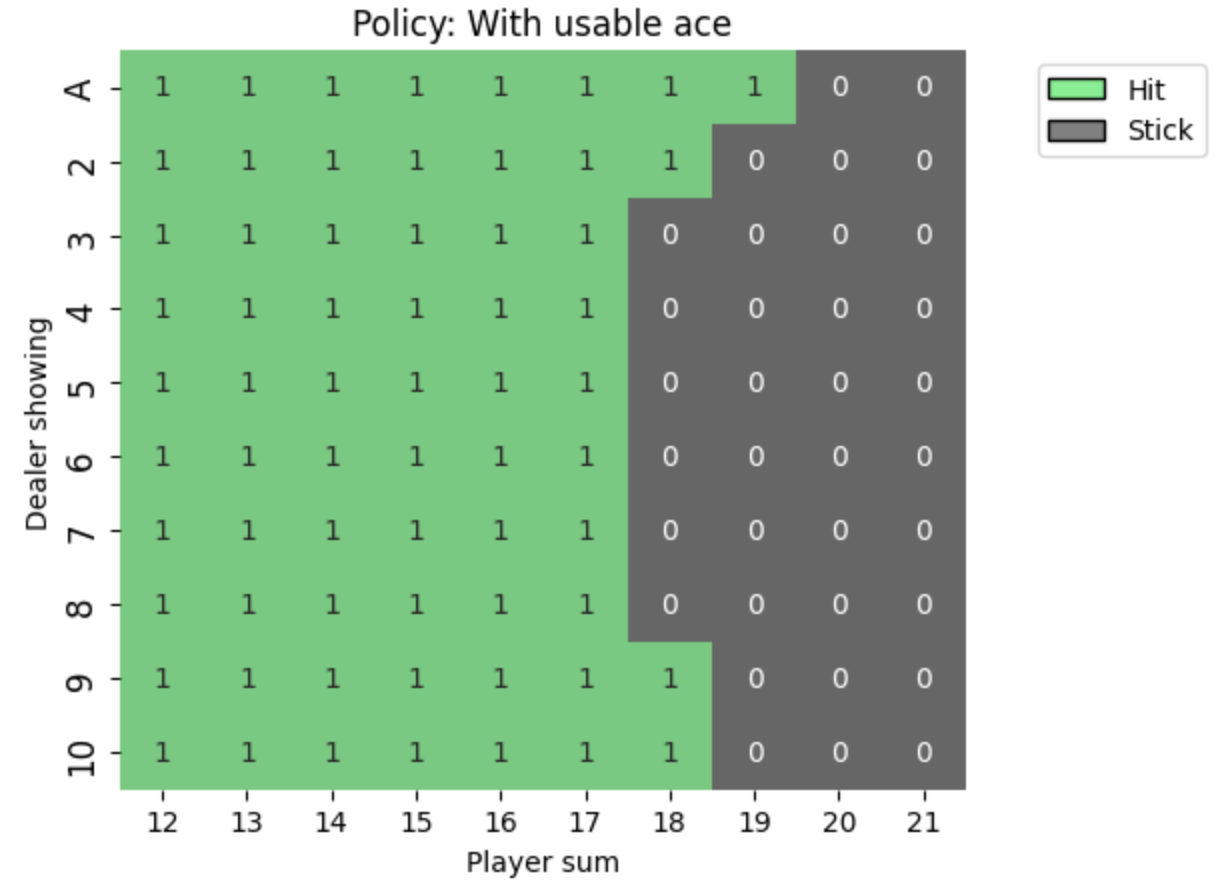 Policy: With usable ace
A 1 1 1 1 1 1 1 1 0 0
2 1 1 1 1 1 1 1 0 0 0
3 1 1 1 1 1 1 0 0 0 0
4 1 1 1 1 1 1 0 0 0 0
5 1 1 1 1 1 1 0 0 0 0
6 1 1 1 1 1 1 0 0 0 0
7 1 1 1 1 1 1 0 0 0 0
8 1 1 1 1 1 1 0 0 0 0
9 1 1 1 1 1 1 1 0 0 0
10 1 1 1 1 1 1 1 0 0 0
12 13 14 15 16 17 18 19 20 21
Player sum
Dealer showing
Hit
Stick